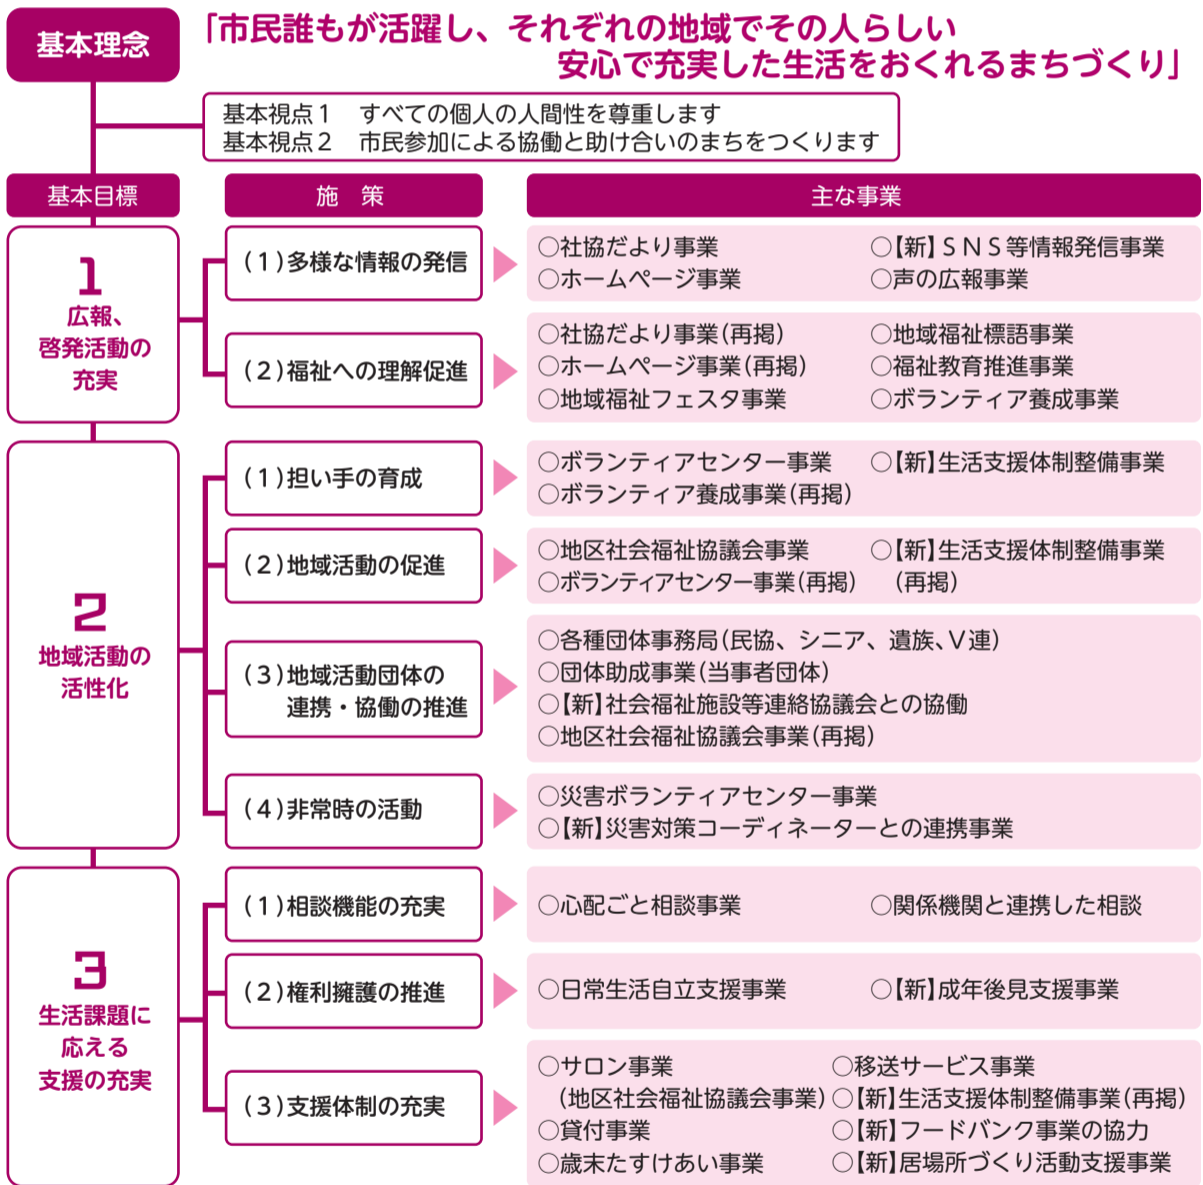 基本理念
「市民誰もが活躍し、それぞれの地域でその人らしい
安心で充実した生活をおくれるまちづくり」
基本視点１　すべての個人の人間性を尊重します
基本視点２　市民参加による協働と助け合いのまちをつくります
基本目標
施　策
主な事業
1
広報、
啓発活動の
充実
(１)多様な情報の発信
○社協だより事業　○【新】ＳＮＳ等情報発信事業
○ホームページ事業　○声の広報事業
(２)福祉への理解促進
○社協だより事業(再掲)　○地域福祉標語事業
○ホームページ事業(再掲)　○福祉教育推進事業
○地域福祉フェスタ事業　○ボランティア養成事業
2
地域活動の
活性化
(１)担い手の育成
○ボランティアセンター事業　○【新】生活支援体制整備事業
○ボランティア養成事業(再掲)
(２)地域活動の促進
○地区社会福祉協議会事業　○【新】生活支援体制整備事業
○ボランティアセンター事業(再掲)　(再掲)
(３)地域活動団体の
連携・協働の推進
○各種団体事務局(民協、シニア、遺族、Ｖ連)
○団体助成事業(当事者団体)
○【新】社会福祉施設等連絡協議会との協働
○地区社会福祉協議会事業(再掲)
(４)非常時の活動
○災害ボランティアセンター事業
○【新】災害対策コーディネーターとの連携事業
3
生活課題に
応える
支援の充実
(１)相談機能の充実
○心配ごと相談事業　○関係機関と連携した相談
(２)権利擁護の推進
○日常生活自立支援事業　○【新】成年後見支援事業
(３)支援体制の充実
○サロン事業　○移送サービス事業
(地区社会福祉協議会事業)　○【新】生活支援体制整備事業(再掲)
○貸付事業　○【新】フードバンク事業の協力
○歳末たすけあい事業　○【新】居場所づくり活動支援事業